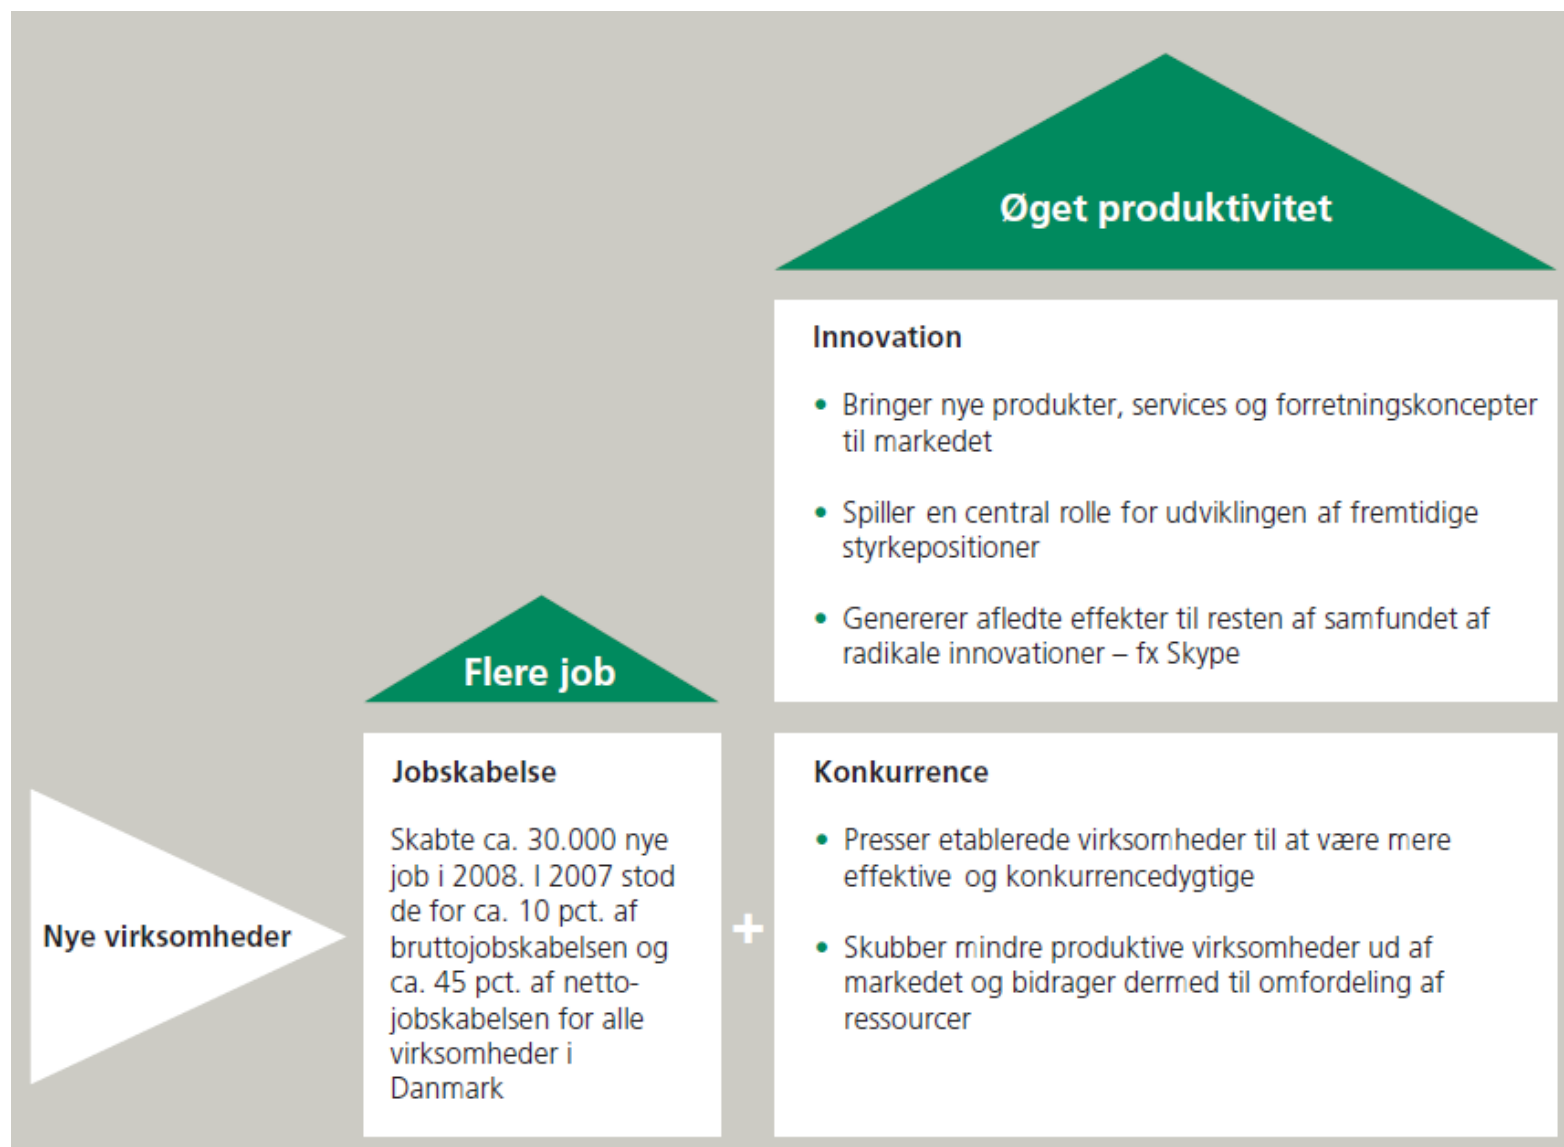 Øget produktivitet
Innovation
• Bringer nye produkter, services og forretningskoncepter
til markedet
• Spiller en central rolle for udviklingen af fremtidige
styrkepositioner
• Genererer afledte effekter til resten af samfundet af
radikale innovationer – fx Skype
Flere job
Jobskabelse
Skabte ca. 30.000 nye
job i 2008. I 2007 stod
de for ca. 10 pct. af
bruttojobskabelsen og
ca. 45 pct. af netto-
jobskabelsen for alle
virksomheder i
Danmark
Nye virksomheder
+
Konkurrence
• Presser etablerede virksomheder til at være mere
effektive og konkurrencedygtige
• Skubber mindre produktive virksomheder ud af
markedet og bidrager dermed til omfordeling af
ressourcer